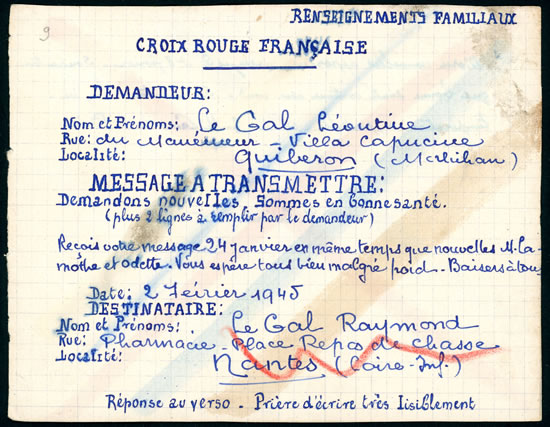 9
RENSEIGNEMENTS FAMILIAUX
CROIX ROUGE FRANÇAISE
DEMANDEUR:
Nom et Prénoms: Le Gal Léontine
Rue: du Manémeur - Villa Capucine
Localité: Quiberon (Morbihan)
MESSAGE A TRANSMETTRE:
Demandons nouvelles, Sommes en bonne santé.
(plus 2 lignes à remplir par le demandeur)
Reçois votre message 24 janvier en même temps que nouvelles M. La-
mothe et Odette. Vous espère tous bien malgré froid - Baisers à tous
Date: 2 Février 1945
DESTINATAIRE:
Nom et Prénoms: Le Gal Raymond
Rue: Pharmacie - Place Repos de Chasse
Localité: Nantes (Loire-Inf.)
Réponse au verso - Prière d'écrire très lisiblement